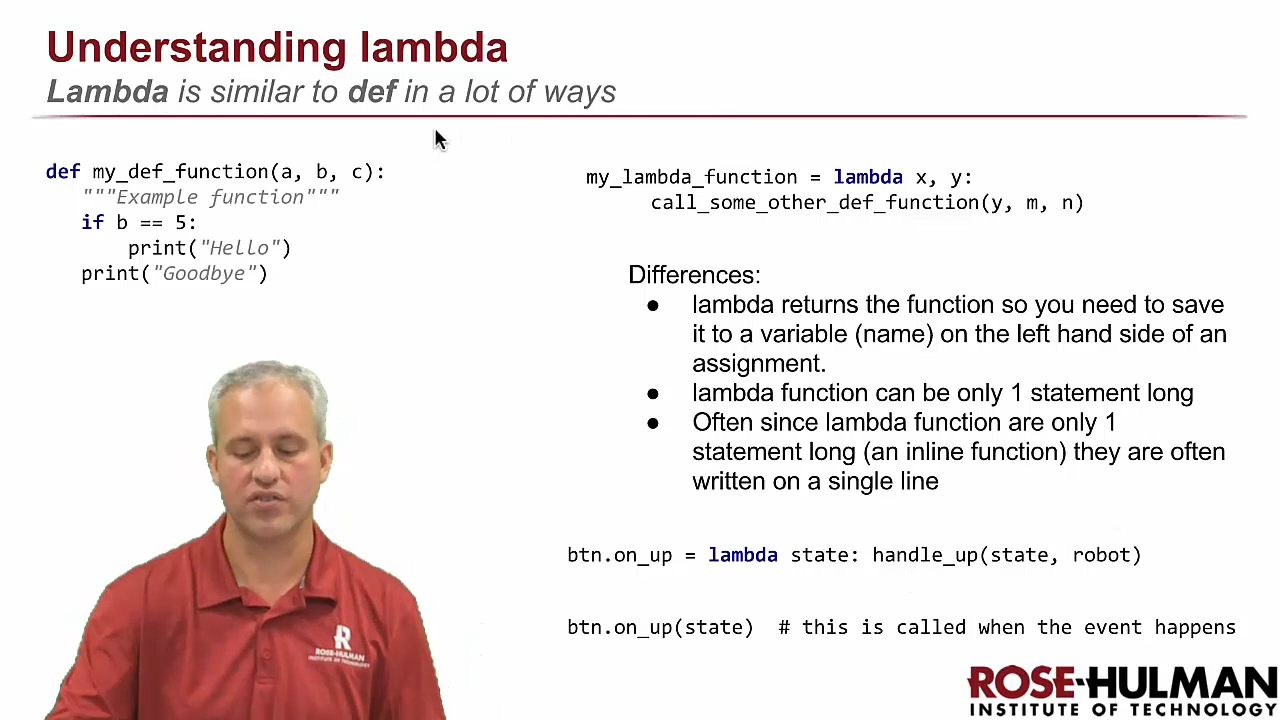 Understanding lambda
Lambda is similar to def in a lot of ways
def my_def_function(a, b, c):
"""Example function"""
if b == 5:
print("Hello")
print("Goodbye")
my_lambda_function = lambda x, y:
call_some_other_def_function(y, m, n)
Differences:
● lambda returns the function so you need to save
it to a variable (name) on the left hand side of an
assignment.
● lambda function can be only 1 statement long
● Often since lambda function are only 1
statement long (an inline function) they are often
written on a single line
btn.on_up = lambda state: handle_up(state, robot)
btn.on_up(state) # this is called when the event happens
R
ROSE-HULMAN
INSTITUTE OF TECHNOLOGY
ROSE-HULMAN
INSTITUTE OF TECHNOLOGY